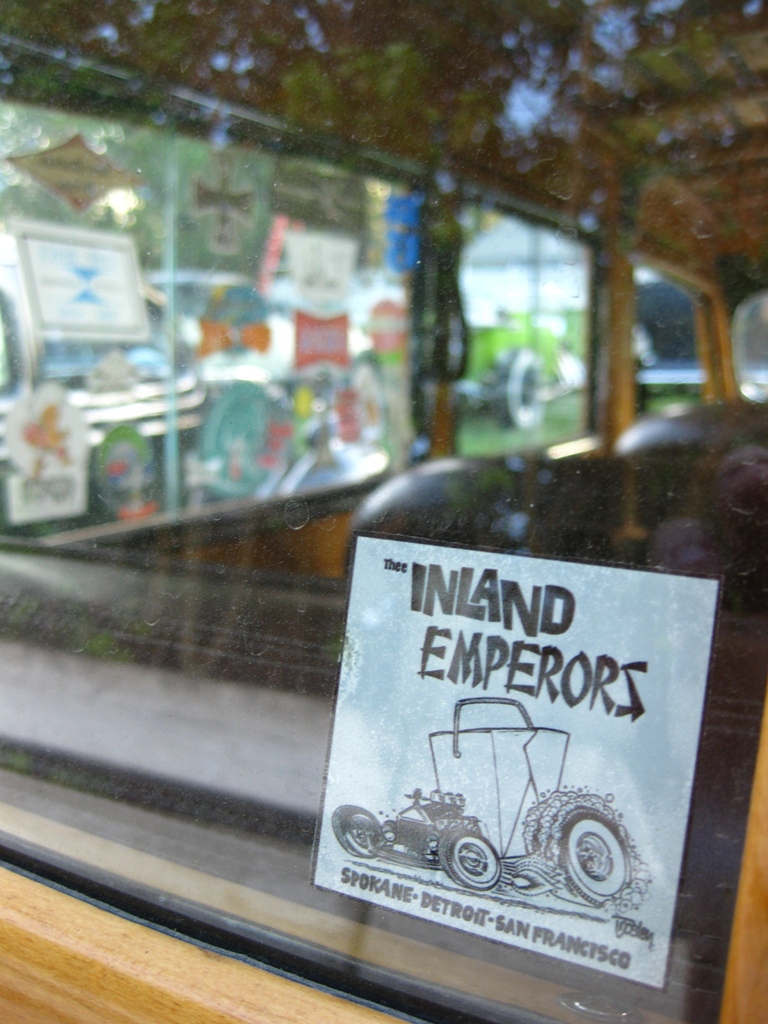 Thee
INLAND
EMPERORS
SPOKANE-DETROIT-SAN FRANCISCO